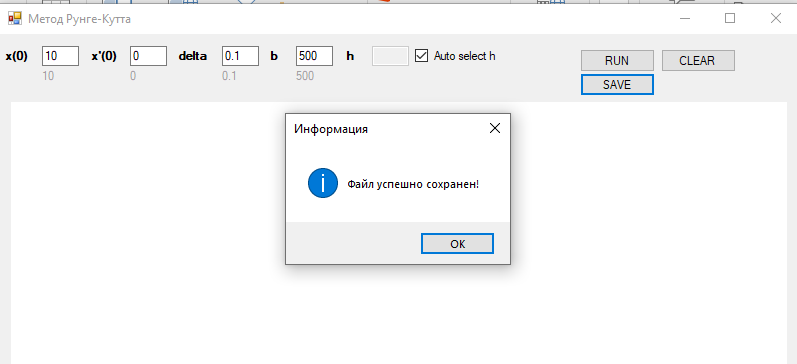 Метод Рунге-Кутта
x(0) 10 x'(0) 0 delta 0.1 b 500 h Auto select h RUN CLEAR
10 0 0.1 500 SAVE
Информация
Файл успешно сохранен!
OK